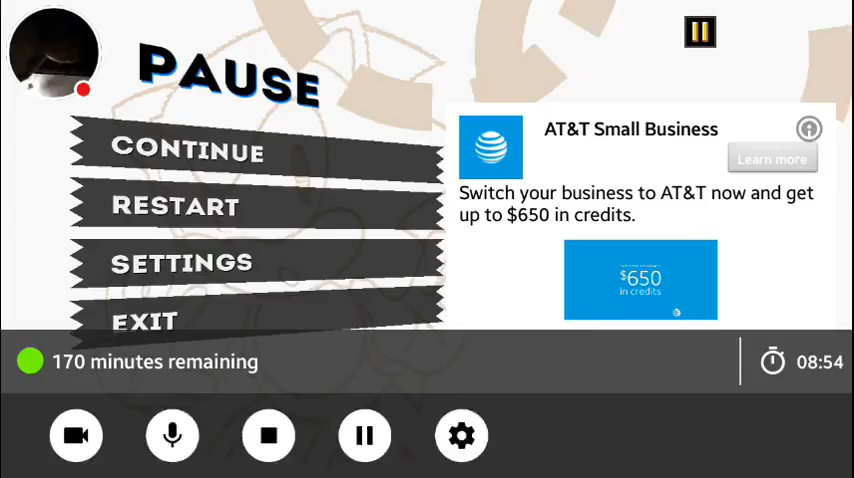 PAUSE
CONTINUE
RESTART
SETTINGS
EXIT
AT&T Small Business
Learn more
Switch your business to AT&T now and get
up to $650 in credits.
$650
in credits
170 minutes remaining
08:54